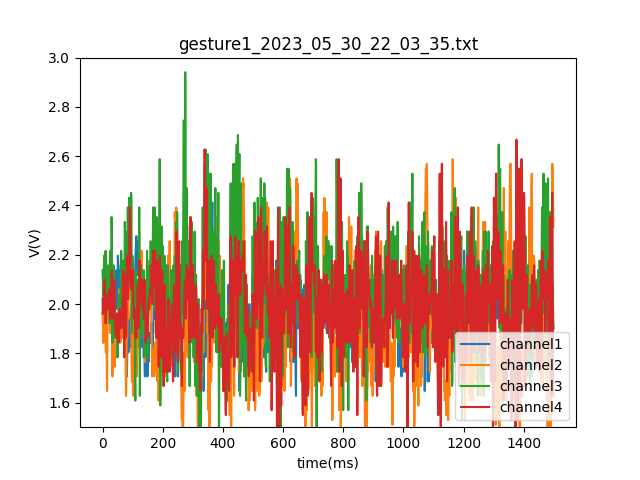 gesture1_2023_05_30_22_03_35.txt
V(V)
3.0
2.8
2.6
2.4
2.2
2.0
1.8
1.6
channel1
channel2
channel3
channel4
0 200 400 600 800 1000 1200 1400
time(ms)